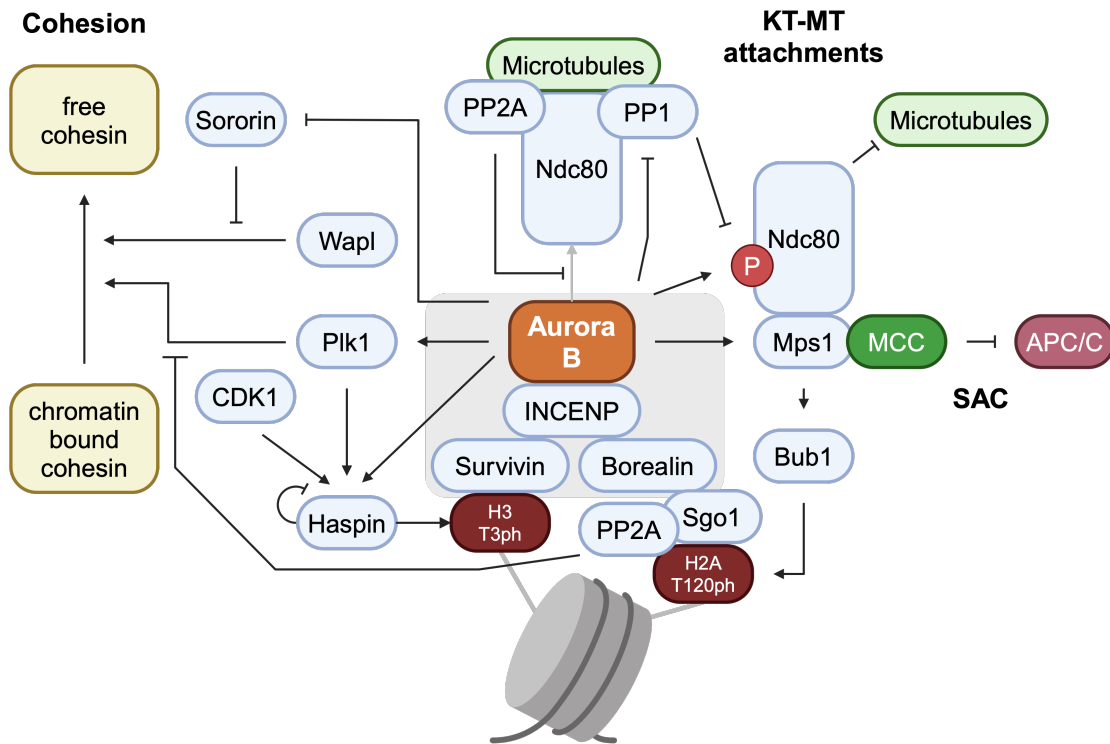 Cohesion
KT-MT
attachments
free
cohesin
Sororin
Microtubules
PP2A
PP1
Ndc80
Microtubules
Wapl
Ndc80
P
Plk1
Aurora
B
Mps1
MCC
APC/C
CDK1
SAC
chromatin
bound
cohesin
INCENP
Survivin
Borealin
Bub1
Haspin
H3
T3ph
PP2A
Sgo1
H2A
T120ph